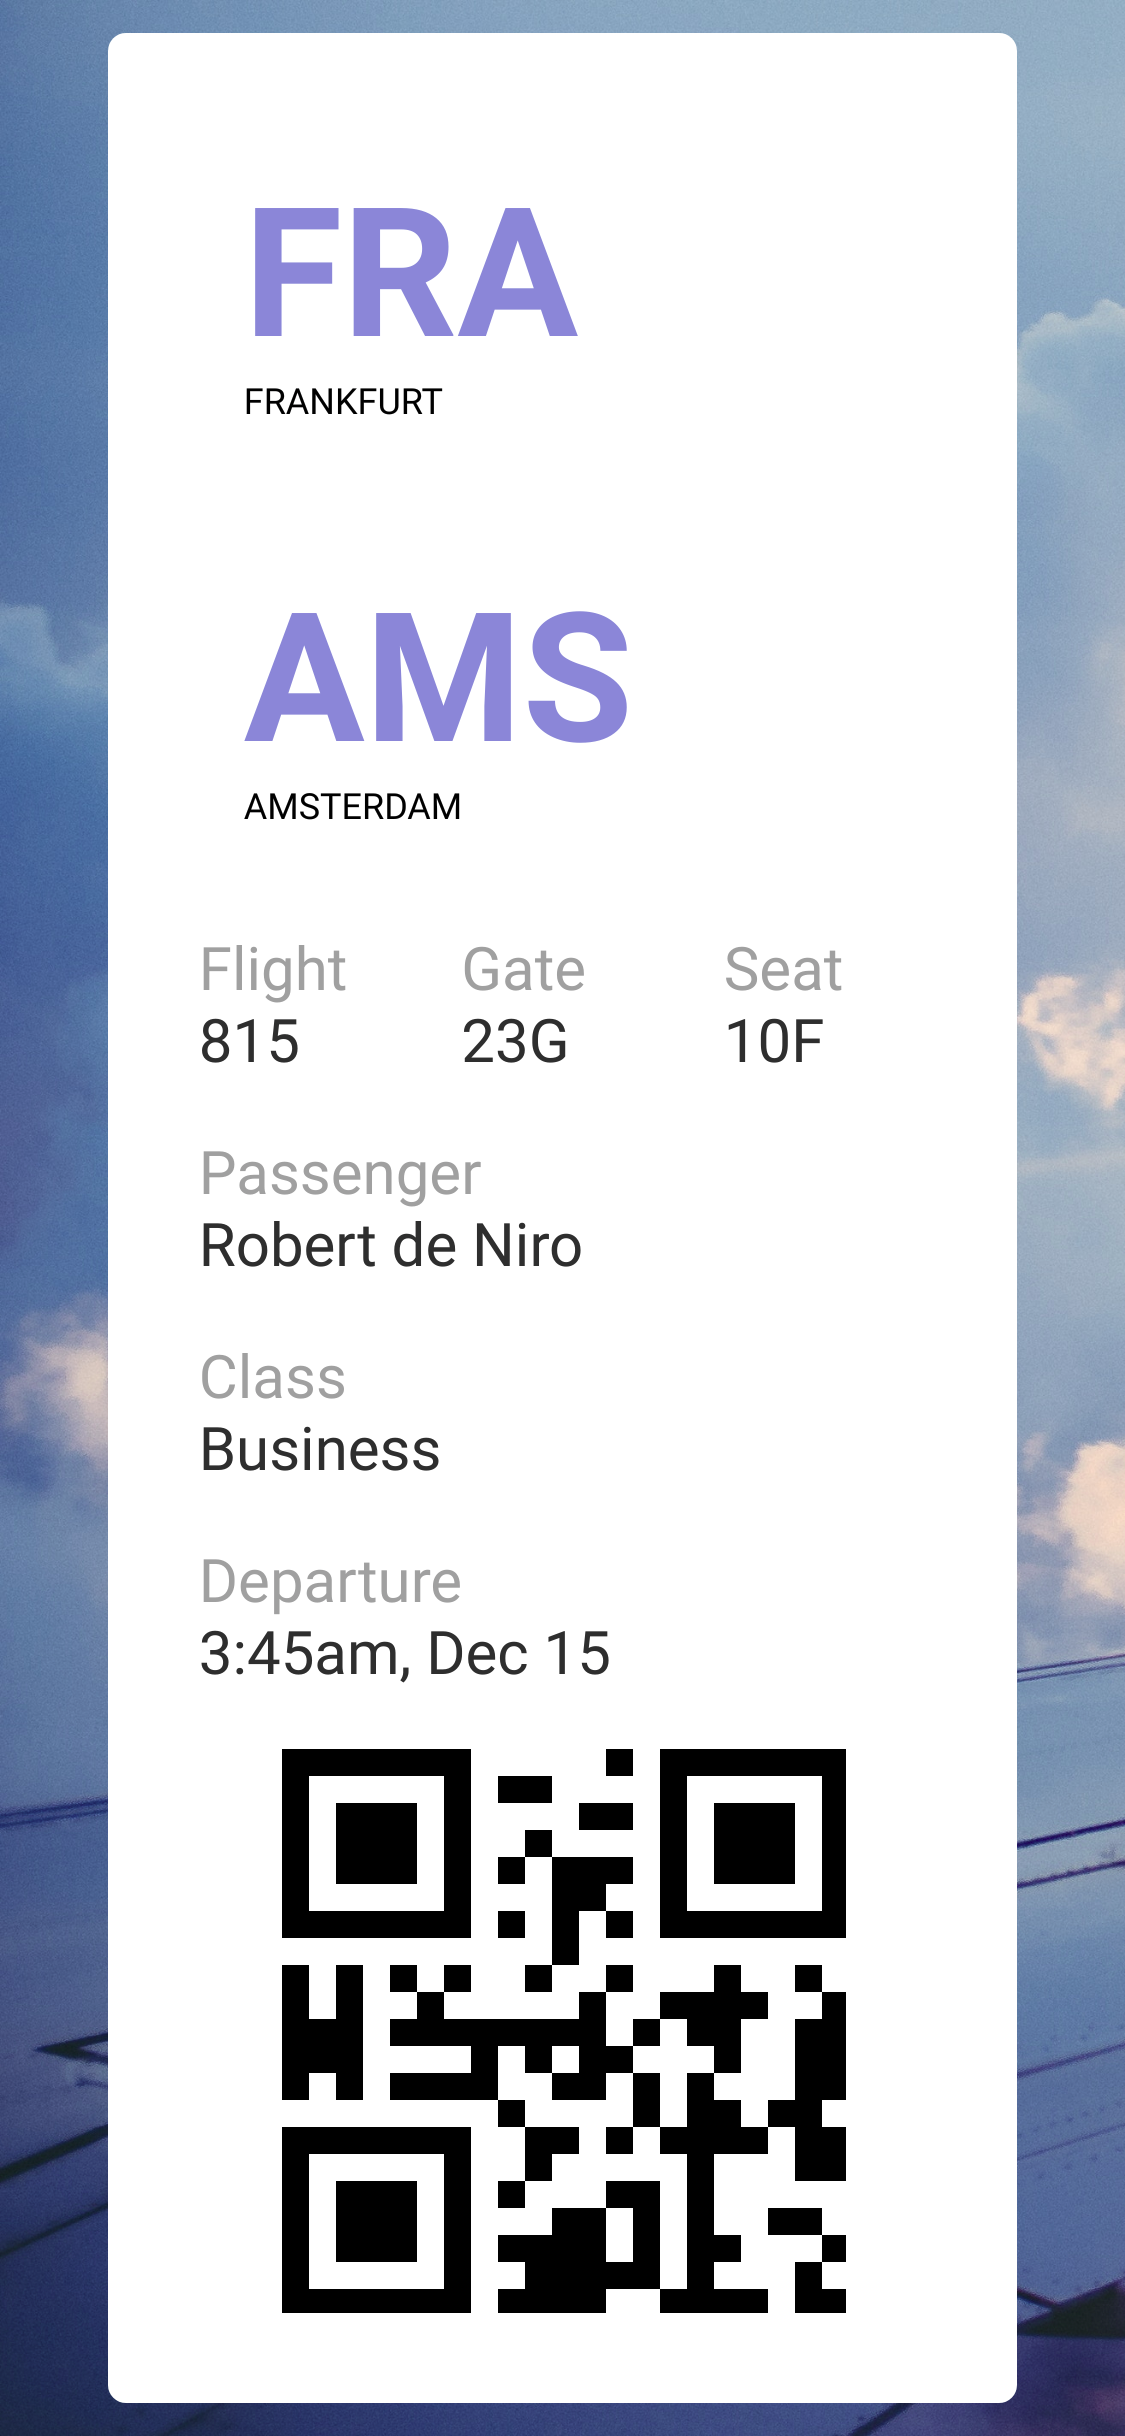 FRA
FRANKFURT
AMS
AMSTERDAM
Flight Gate Seat
815 23G 10F
Passenger
Robert de Niro
Class
Business
Departure
3:45am, Dec 15